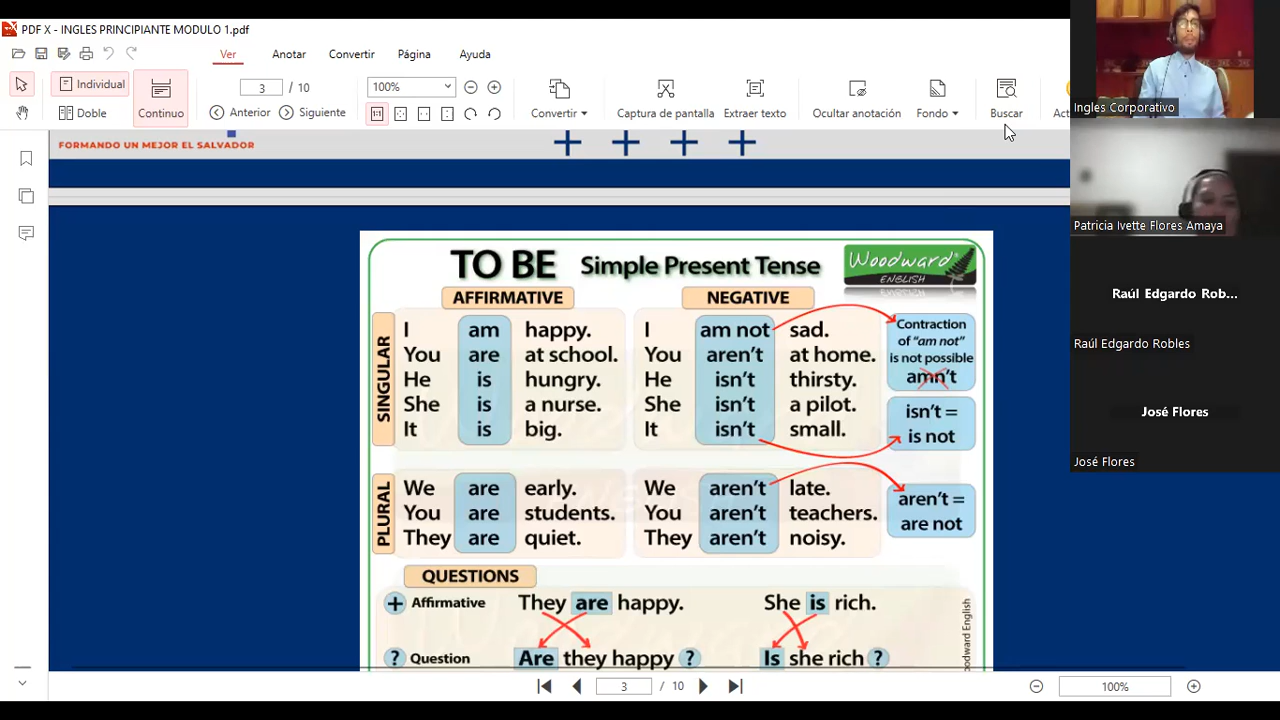 PDF X - INGLES PRINCIPIANTE MODULO 1.pdf
Ver Anotar Convertir Página Ayuda
Individual
Doble
Continuo
3 / 10
Anterior Siguiente
100%
Convertir
Captura de pantalla
Extraer texto
Ocultar anotación
Fondo
Buscar
Ingles Corporativo
Patricia Ivette Flores Amaya
Raúl Edgardo Rob...
Raúl Edgardo Robles
José Flores
José Flores
FORMANDO UN MEJOR EL SALVADOR
TO BE Simple Present Tense
Woodward®
ENGLISH
AFFIRMATIVE NEGATIVE
SINGULAR
I am happy. I am not sad.
You are at school. You aren't at home.
He is hungry. He isn't thirsty.
She is a nurse. She isn't a pilot.
It is big. It isn't small.
Contraction
of "am not"
is not possible
amn't
isn't =
is not
PLURAL
We are early. We aren't late.
You are students. You aren't teachers.
They are quiet. They aren't noisy.
aren't =
are not
QUESTIONS
+ Affirmative They are happy. She is rich.
? Question Are they happy ? Is she rich ?
3 / 10
100%